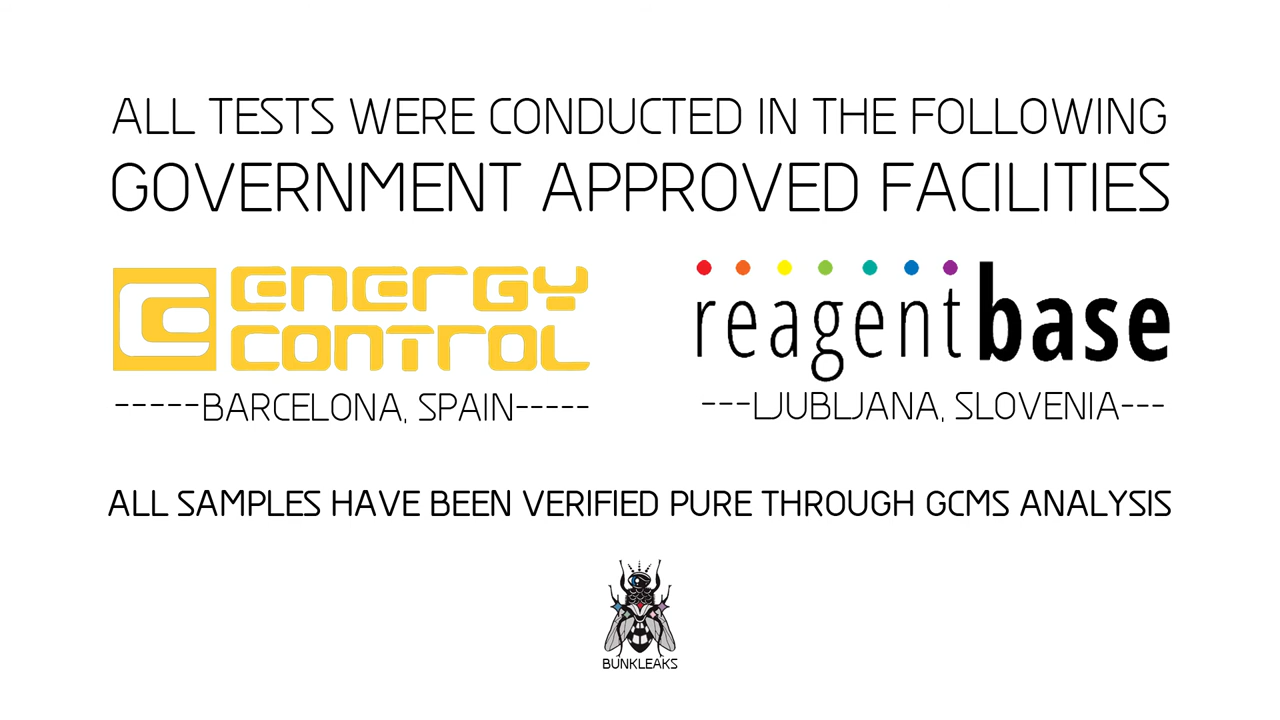 ALL TESTS WERE CONDUCTED IN THE FOLLOWING
GOVERNMENT APPROVED FACILITIES
energy
control
reagentbase
-----BARCELONA, SPAIN-----
---LJUBLJANA, SLOVENIA---
ALL SAMPLES HAVE BEEN VERIFIED PURE THROUGH GCMS ANALYSIS
BUNKLEAKS